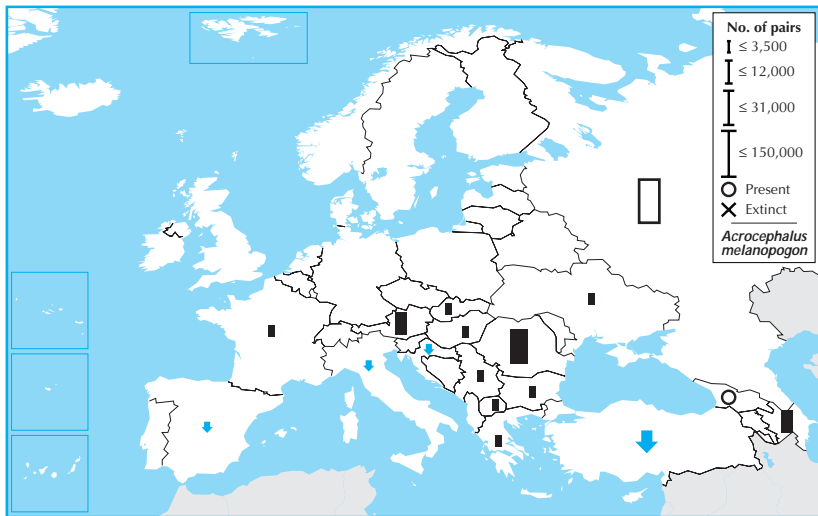 No. of pairs
≤ 3,500
≤ 12,000
≤ 31,000
≤ 150,000
Present
Extinct
Acrocephalus
melanopogon